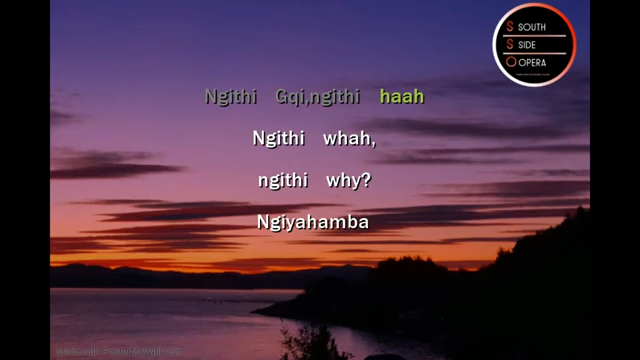 S SOUTH
S SIDE
O OPERA
Ngithi Gqi,ngithi haah
Ngithi whah,
ngithi why?
Ngiyahamba